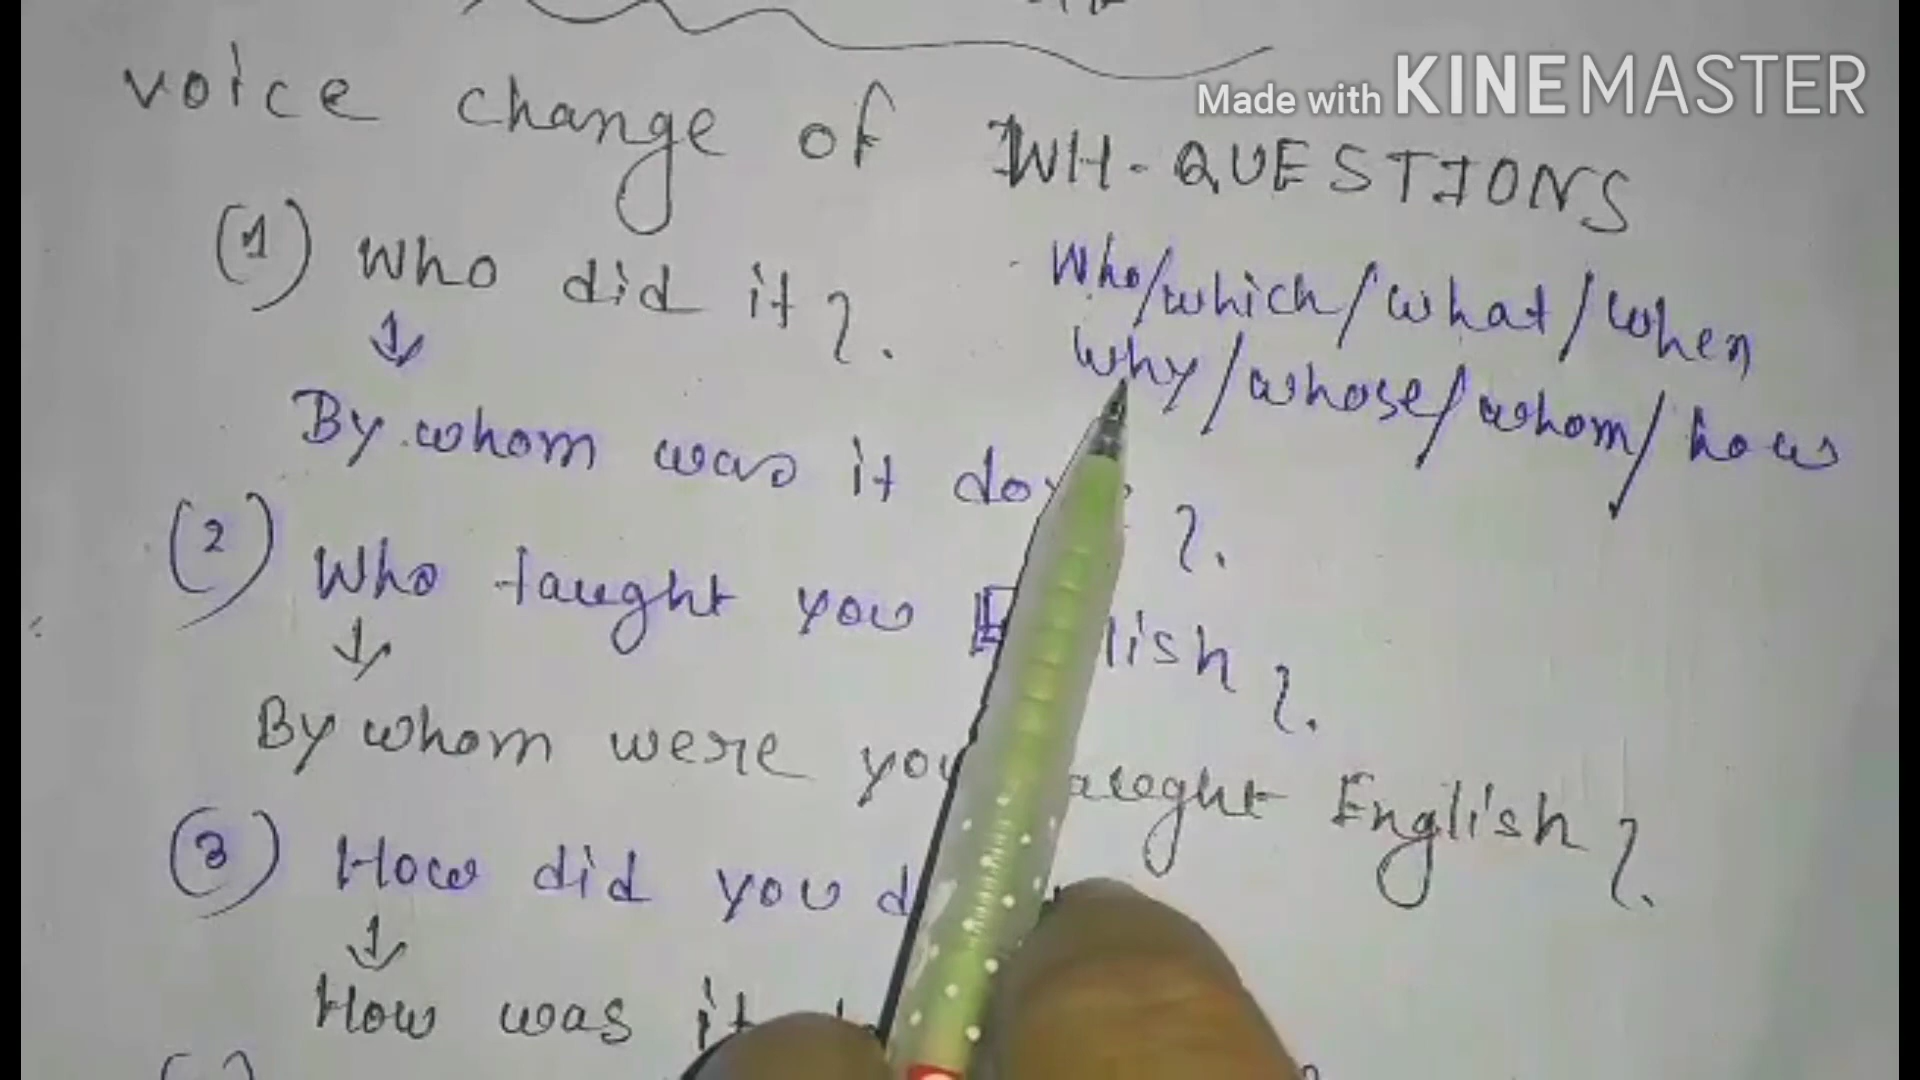 Made with KINEMASTER
voice change of WH-QUESTIONS
(1) Who did it?
Who/which/what/when
Why/whose/whom/how
By whom was it
?
(2) Who taught you
?
By whom were you English?
(3) How did you
How was it